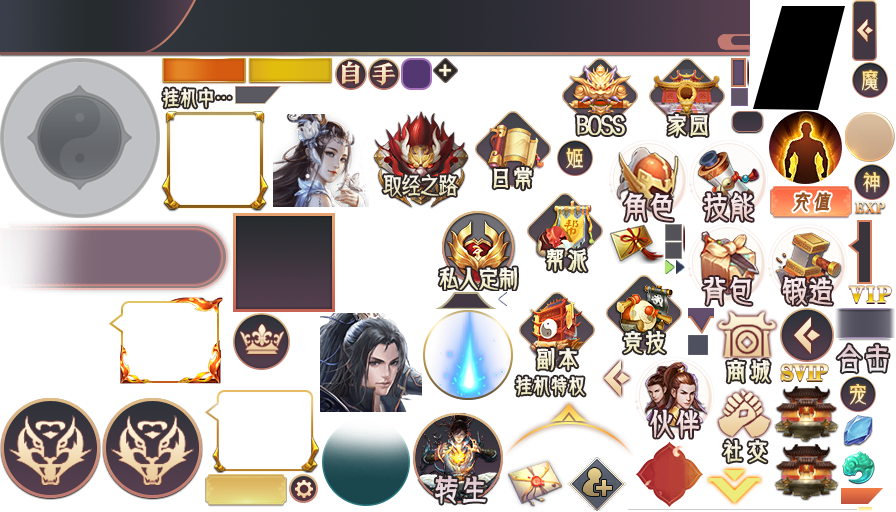 自
手
挂机中…
BOSS
家园
魔
取经之路
日常
姬
角色
技能
充值
神
EXP
私人定制
帮
帮派
背包
锻造
VIP
副本
挂机特权
竞技
商城
SVIP
合击
宠
伙伴
社交
转生